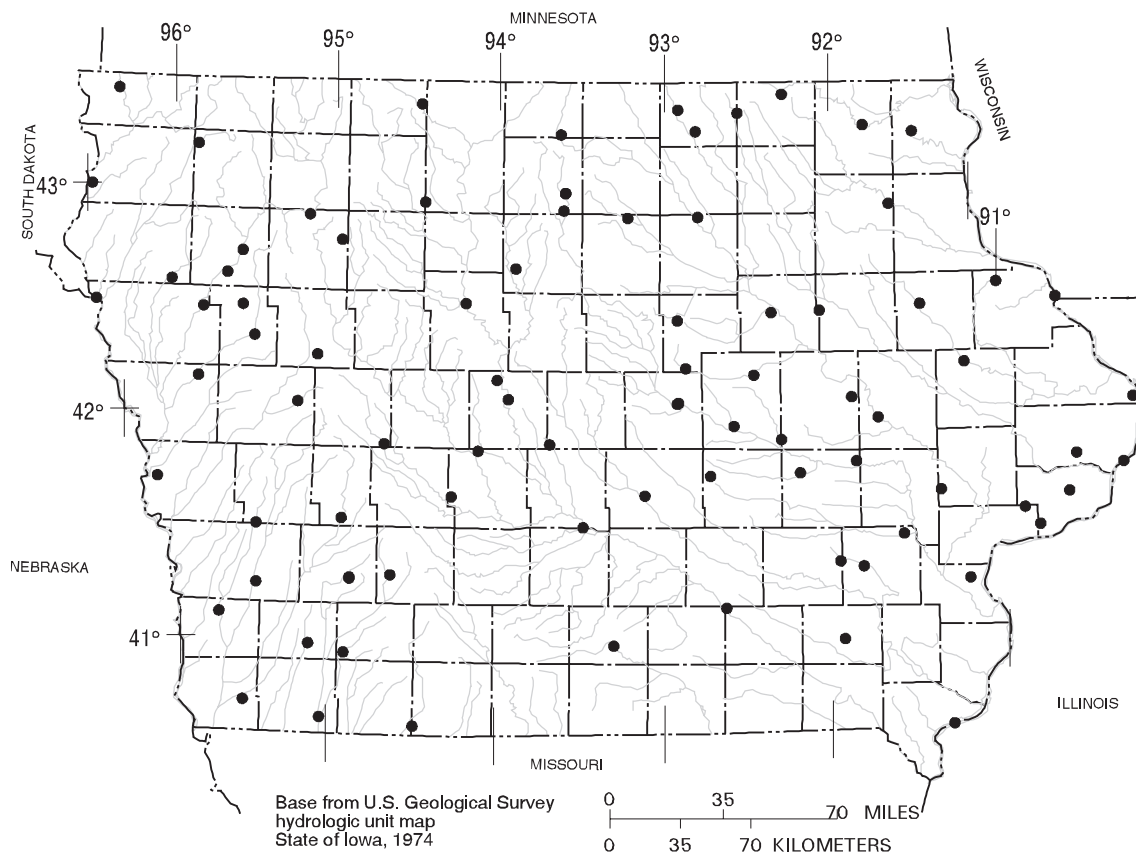 MINNESOTA
96° 95° 94° 93° 92°
WISCONSIN
SOUTH DAKOTA
43°
91°
42°
NEBRASKA
41°
ILLINOIS
MISSOURI
Base from U.S. Geological Survey
hydrologic unit map
State of Iowa, 1974
0 35 70 MILES
0 35 70 KILOMETERS